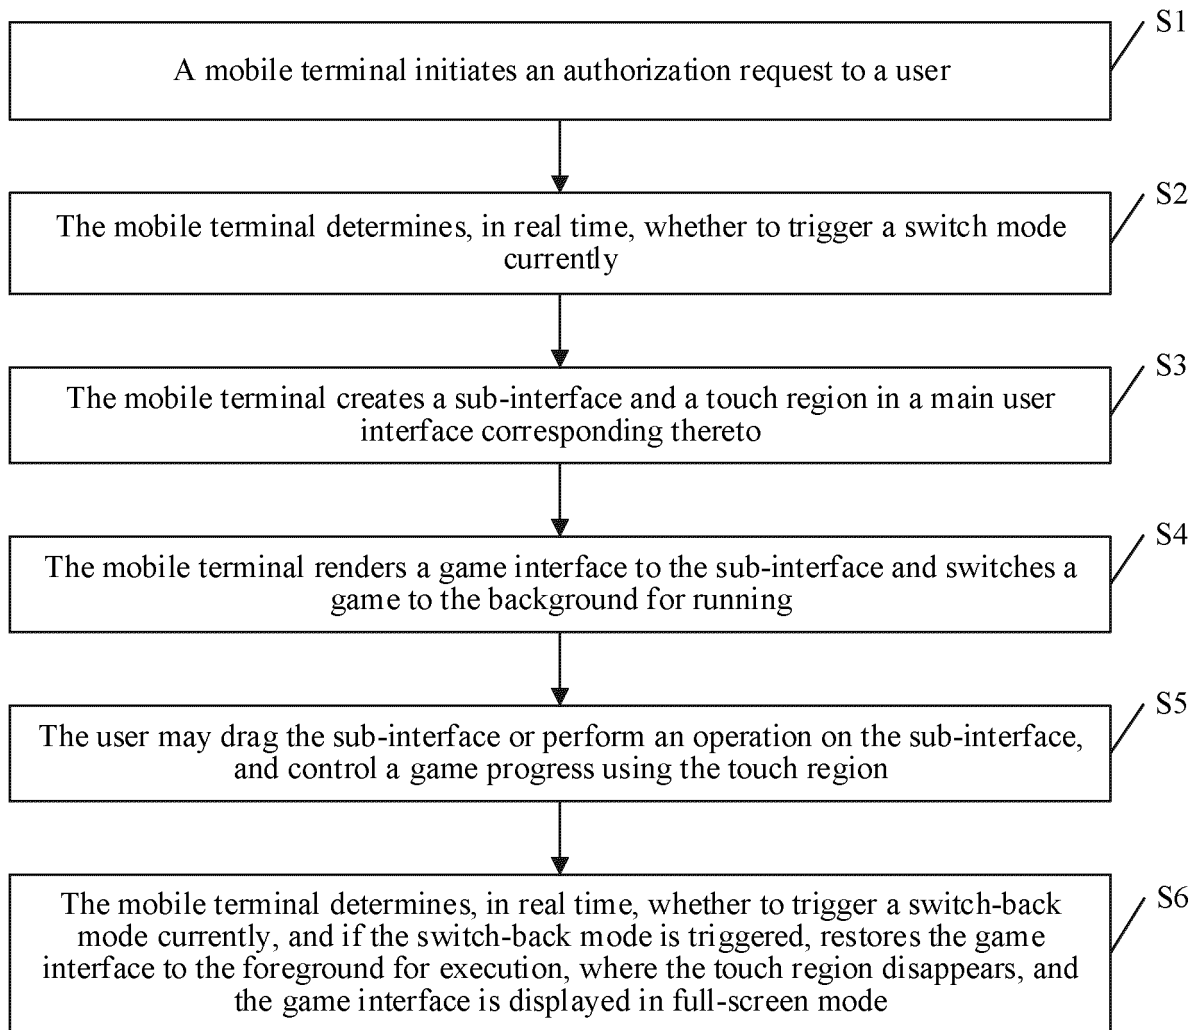 S1
A mobile terminal initiates an authorization request to a user
S2
The mobile terminal determines, in real time, whether to trigger a switch mode
currently
S3
The mobile terminal creates a sub-interface and a touch region in a main user
interface corresponding thereto
S4
The mobile terminal renders a game interface to the sub-interface and switches a
game to the background for running
S5
The user may drag the sub-interface or perform an operation on the sub-interface,
and control a game progress using the touch region
S6
The mobile terminal determines, in real time, whether to trigger a switch-back
mode currently, and if the switch-back mode is triggered, restores the game
interface to the foreground for execution, where the touch region disappears, and
the game interface is displayed in full-screen mode